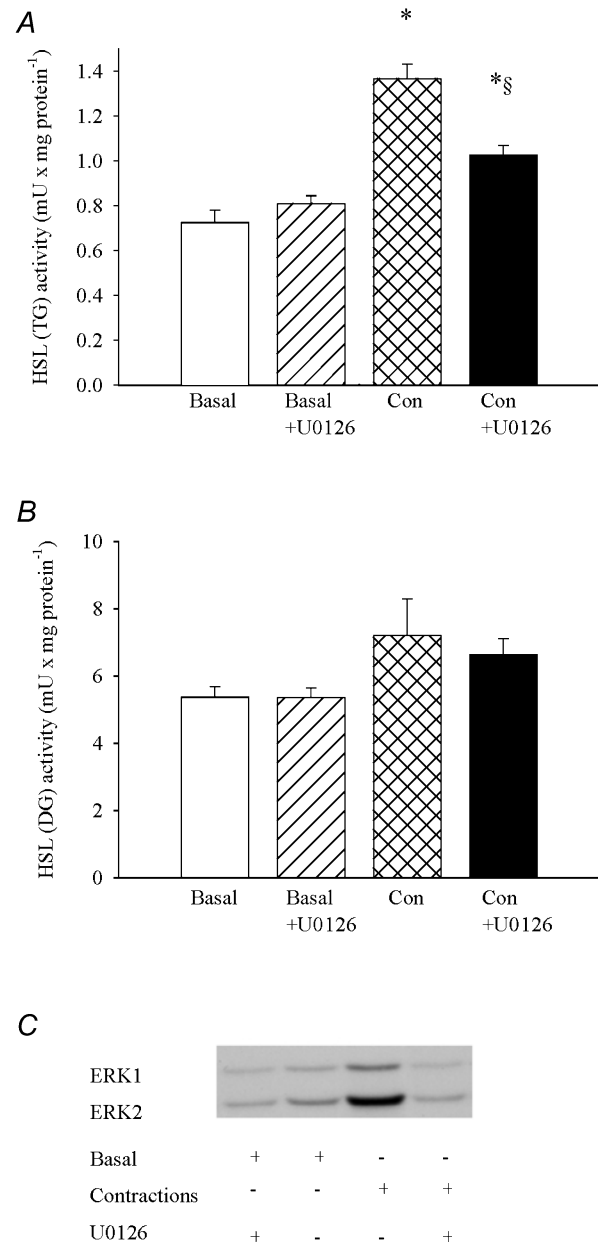 A
HSL (TG) activity (mU x mg protein-1)
1.4
1.2
1.0
0.8
0.6
0.4
0.2
0.0
*
*§
Basal Basal Con Con
+U0126 +U0126
B
HSL (DG) activity (mU x mg protein-1)
10
8
6
4
2
0
Basal Basal Con Con
+U0126 +U0126
C
ERK1
ERK2
Basal + + - -
Contractions - - + +
U0126 + - - +